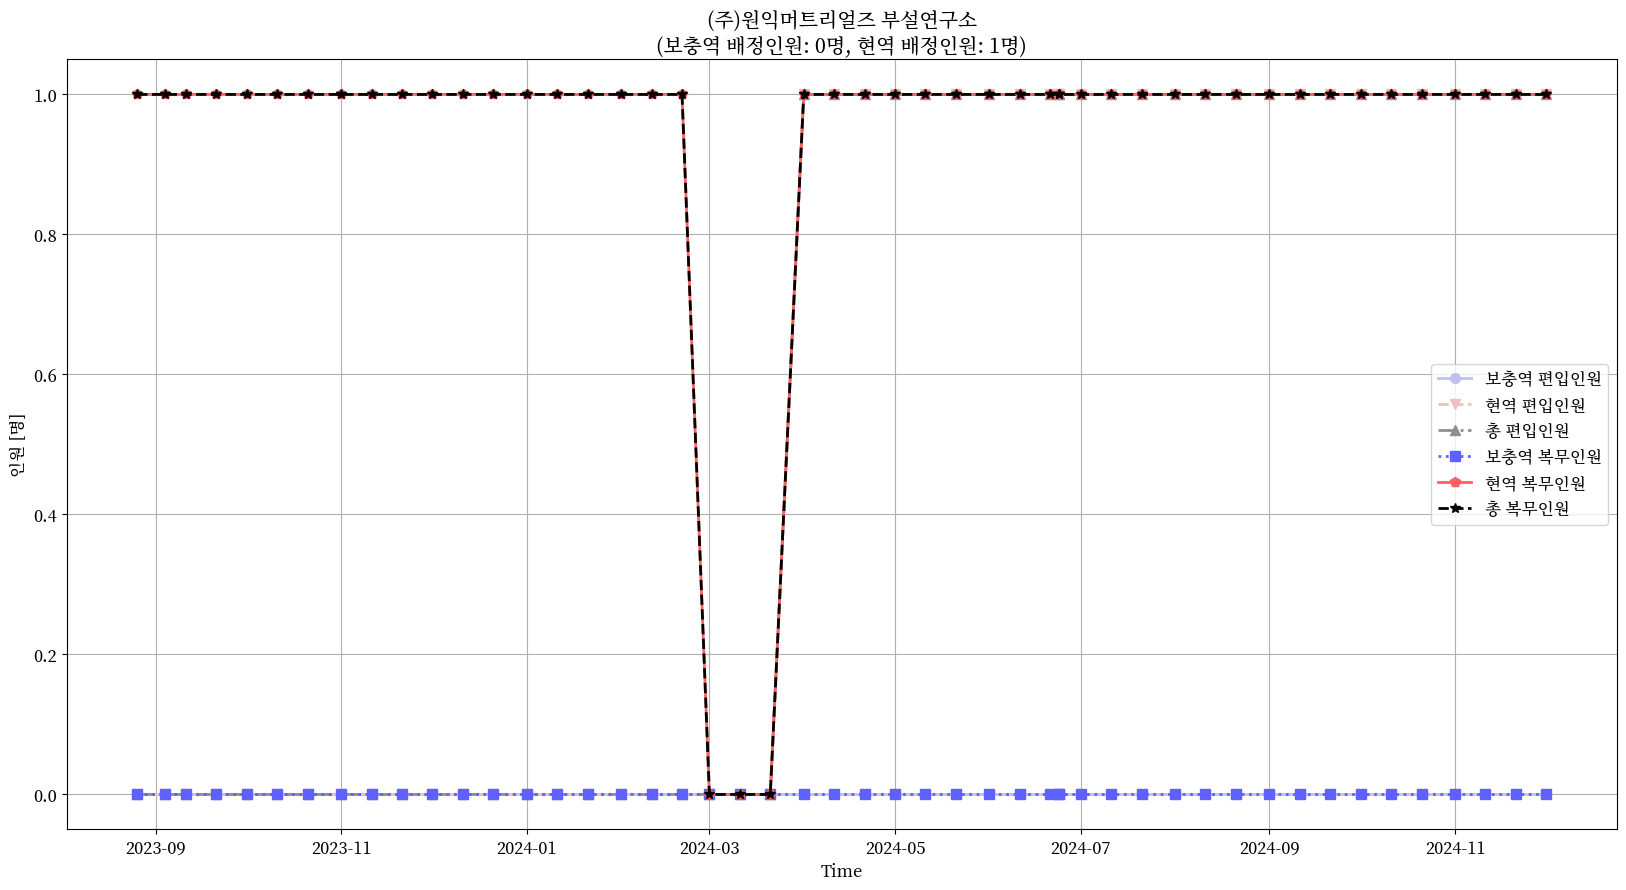 (주)원익머트리얼즈 부설연구소
(보충역 배정인원: 0명, 현역 배정인원: 1명)
1.0
0.8
0.6
0.4
0.2
0.0
인원 [명]
보충역 편입인원
현역 편입인원
총 편입인원
보충역 복무인원
현역 복무인원
총 복무인원
2023-09
2023-11
2024-01
2024-03
2024-05
2024-07
2024-09
2024-11
Time